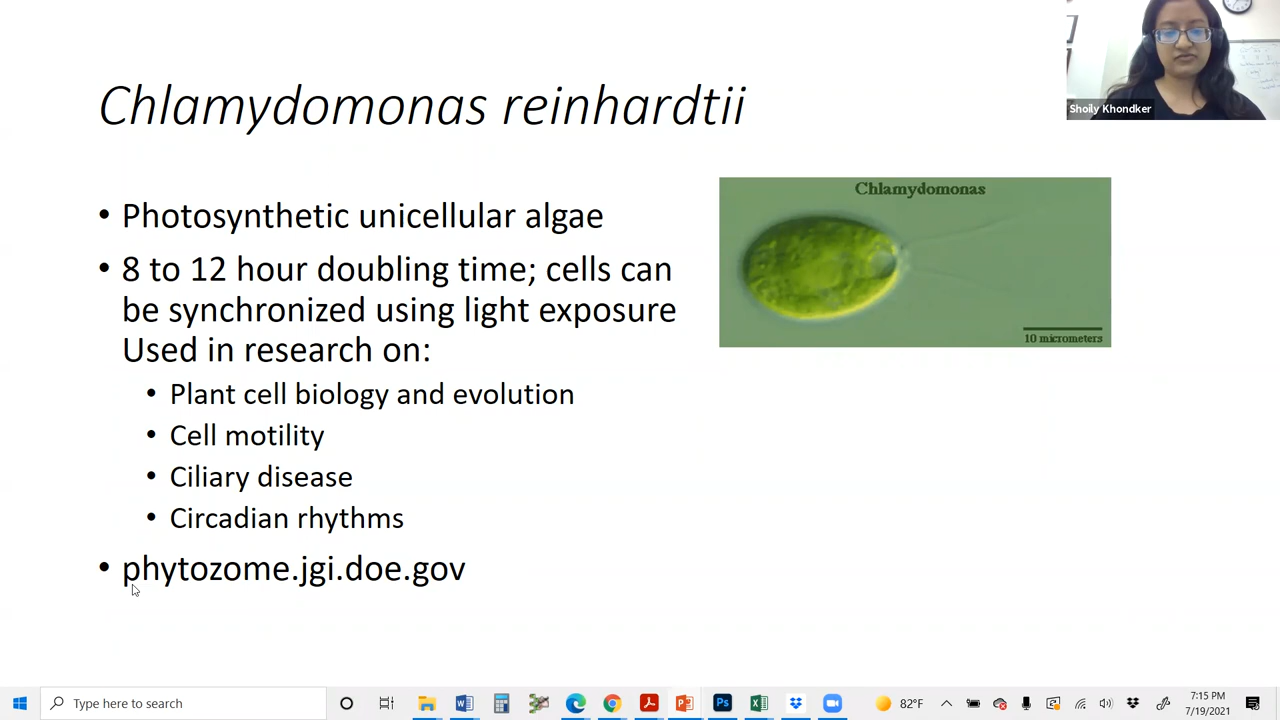 Chlamydomonas reinhardtii
Shoily Khondker
• Photosynthetic unicellular algae
• 8 to 12 hour doubling time; cells can
be synchronized using light exposure
Used in research on:
• Plant cell biology and evolution
• Cell motility
• Ciliary disease
• Circadian rhythms
• phytozome.jgi.doe.gov
Chlamydomonas
10 micrometers
Type here to search
82°F
7:15 PM
7/19/2021